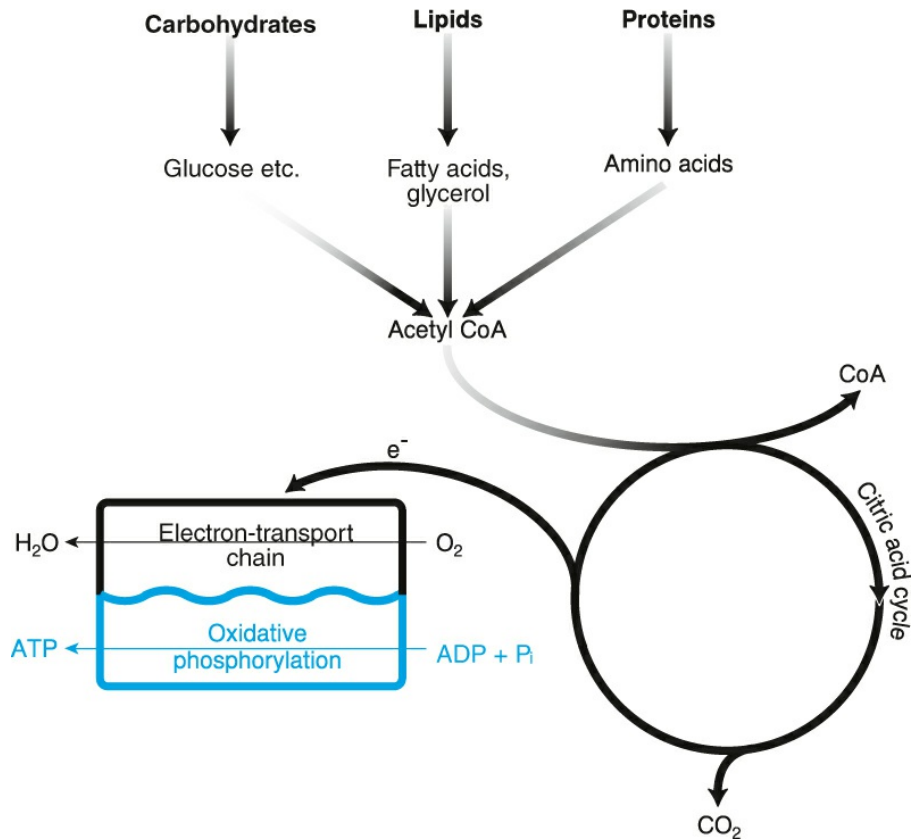 Carbohydrates
Lipids
Proteins
Glucose etc.
Fatty acids,
glycerol
Amino acids
Acetyl CoA
CoA
e⁻
Citric acid cycle
H₂O
Electron-transport
chain
O₂
ATP
Oxidative
phosphorylation
ADP + Pᵢ
CO₂